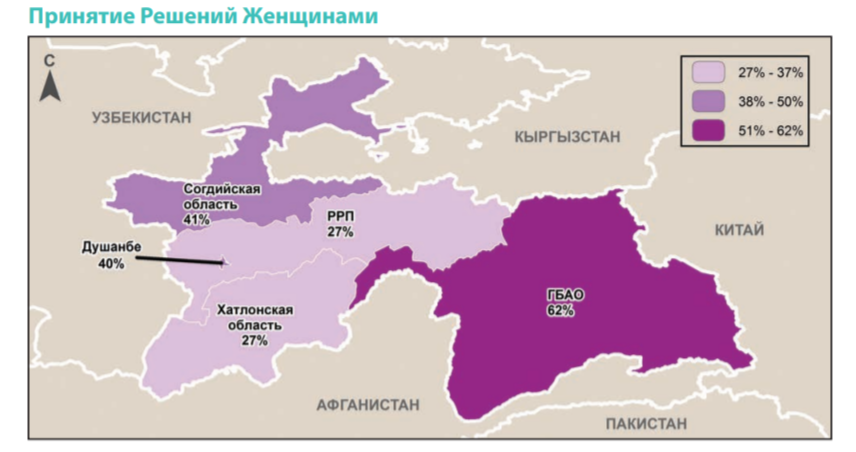 Принятие Решений Женщинами
С
27% - 37%
38% - 50%
51% - 62%
УЗБЕКИСТАН
КЫРГЫЗСТАН
Согдийская
область
41%
РРП
27%
КИТАЙ
Душанбе
40%
ГБАО
62%
Хатлонская
область
27%
АФГАНИСТАН
ПАКИСТАН